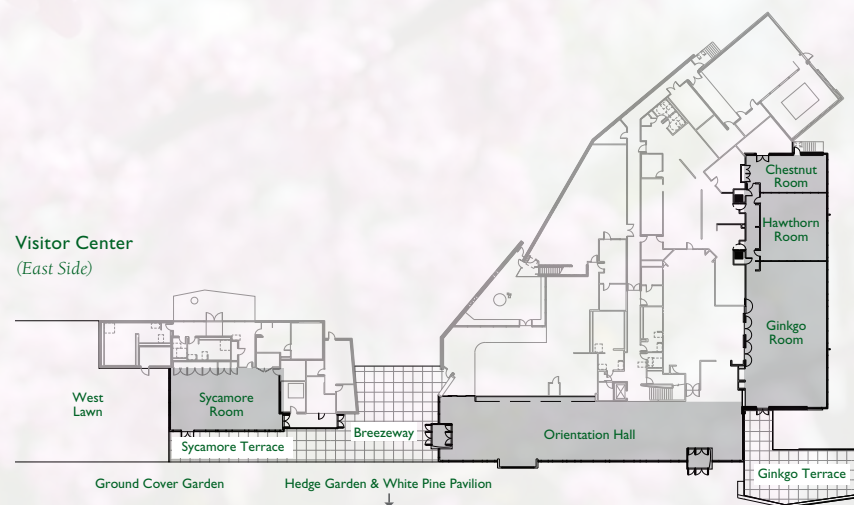 Chestnut
Room
Hawthorn
Room
Visitor Center
(East Side)
Ginkgo
Room
West
Lawn
Sycamore
Room
Breezeway
Orientation Hall
Sycamore Terrace
Ginkgo Terrace
Ground Cover Garden
Hedge Garden & White Pine Pavilion